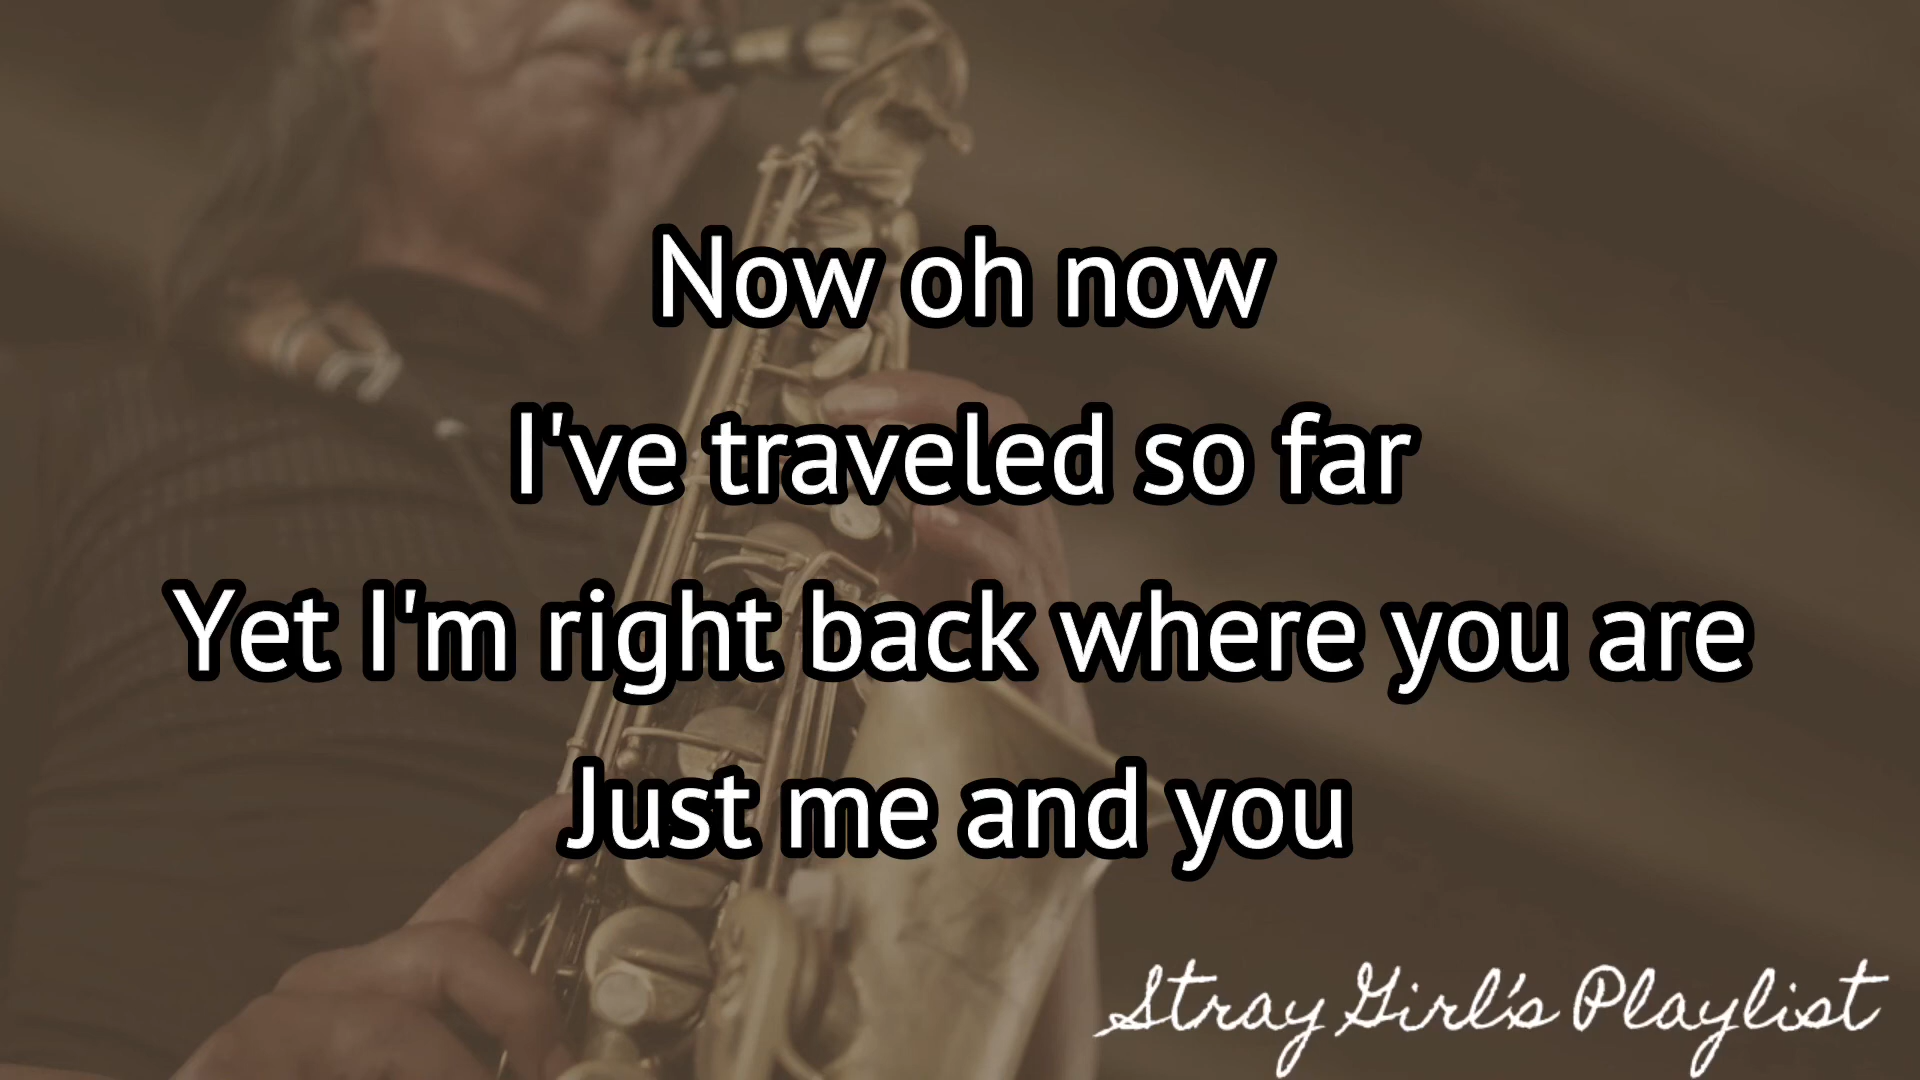 Now oh now
I've traveled so far
Yet I'm right back where you are
Just me and you
Stray Girl's Playlist